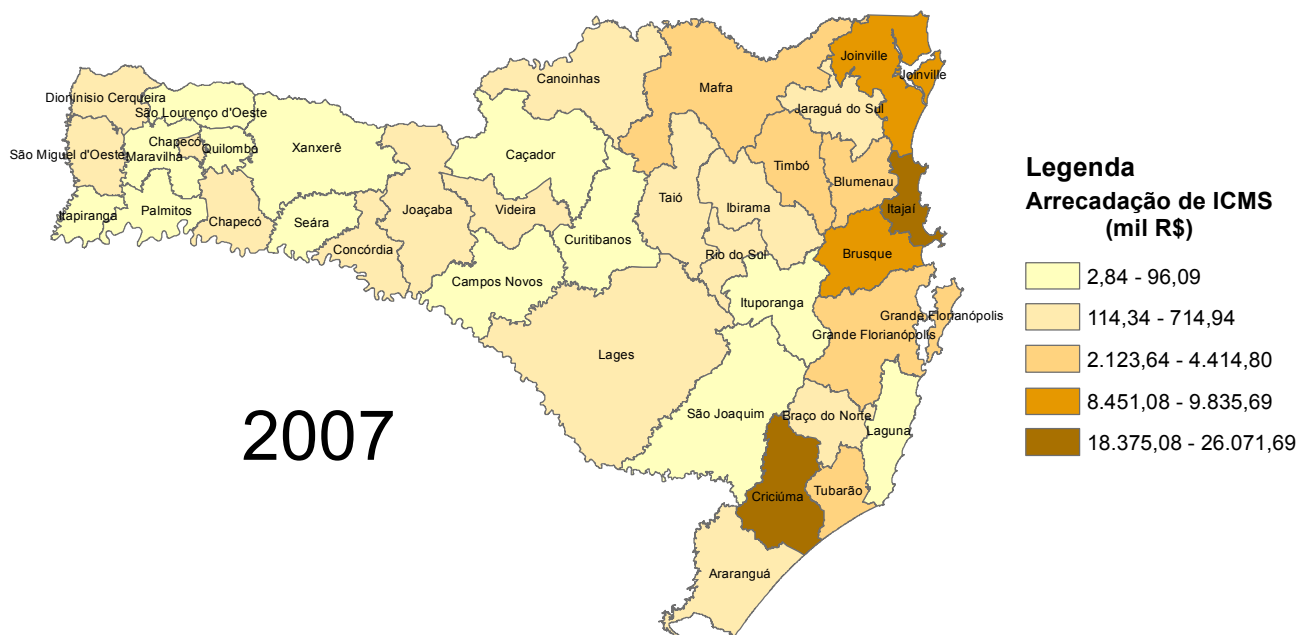 Joinville
Joinville
Canoinhas
Mafra
Dionínisio Cerqueira
São Lourenço d'Oeste
Jaraguá do Sul
Chapecó
São Miguel d'Oeste
Maravilha
Quilombo
Xanxerê
Caçador
Timbó
Blumenau
Legenda
Arrecadação de ICMS
(mil R$)
Itapiranga
Palmitos
Chapecó
Seára
Joaçaba
Videira
Taió
Ibirama
Itajaí
Concórdia
Curitibanos
Rio do Sul
Brusque
2,84 - 96,09
Campos Novos
Ituporanga
114,34 - 714,94
Grande Florianópolis
Grande Florianópolis
Lages
2.123,64 - 4.414,80
2007
São Joaquim
Braço do Norte
Laguna
8.451,08 - 9.835,69
18.375,08 - 26.071,69
Criciúma
Tubarão
Araranguá